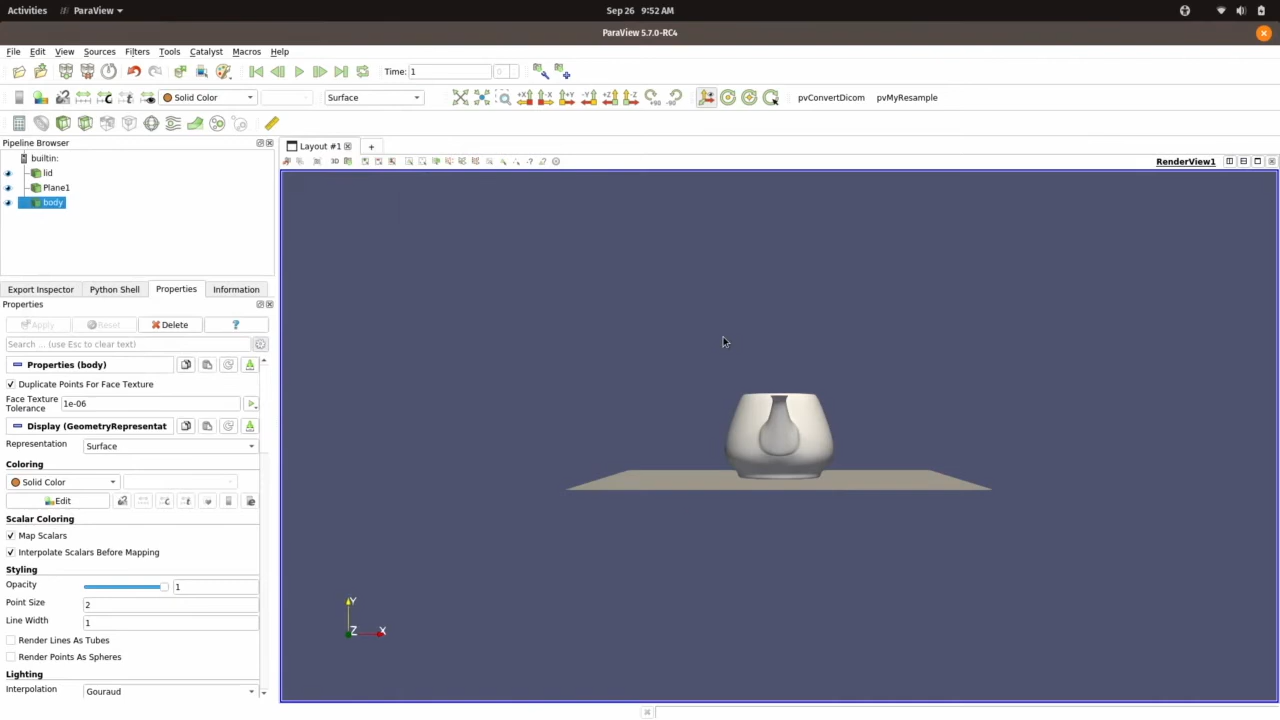 Activities
ParaView
Sep 26 9:52 AM
ParaView 5.7.0-RC4
File Edit View Sources Filters Tools Catalyst Macros Help
Time: 1
0
Solid Color
Surface
+X -X +Y -Y +Z -Z +90 -90
pvConvertDicom pvMyResample
Pipeline Browser
Layout #1
+
builtin:
3D
RenderView1
lid
Plane1
body
Export Inspector Python Shell Properties Information
Properties
Apply Reset Delete ?
Search ... (use Esc to clear text)
Properties (body)
Duplicate Points For Face Texture
Face Texture
Tolerance
1e-06
Display (GeometryRepresentat
Representation Surface
Coloring
Solid Color
Edit
Scalar Coloring
Map Scalars
Interpolate Scalars Before Mapping
Styling
Opacity 1
Point Size 2
Line Width 1
Render Lines As Tubes
Render Points As Spheres
Lighting
Interpolation Gouraud
Y
Z X